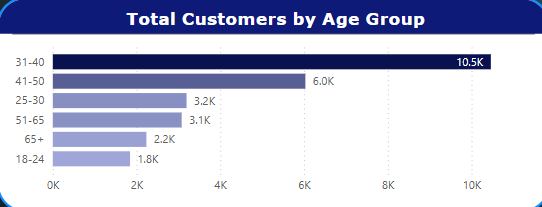 Total Customers by Age Group
31-40 10.5K
41-50 6.0K
25-30 3.2K
51-65 3.1K
65+ 2.2K
18-24 1.8K
0K 2K 4K 6K 8K 10K